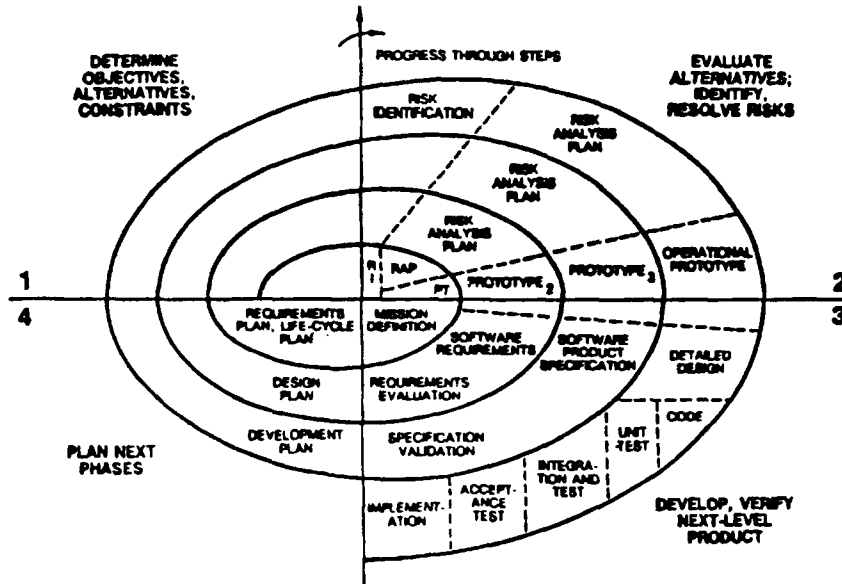 DETERMINE
OBJECTIVES,
ALTERNATIVES,
CONSTRAINTS
PROGRESS THROUGH STEPS
EVALUATE
ALTERNATIVES;
IDENTIFY,
RESOLVE RISKS
RISK
IDENTIFICATION
RISK
ANALYSIS
PLAN
RISK
ANALYSIS
PLAN
RISK
ANALYSIS
PLAN
R
I
RAP
PT
PROTOTYPE 2
PROTOTYPE 3
OPERATIONAL
PROTOTYPE
1
2
4
3
REQUIREMENTS
PLAN, LIFE-CYCLE
PLAN
MISSION
DEFINITION
SOFTWARE
REQUIREMENTS
SOFTWARE
PRODUCT
SPECIFICATION
DETAILED
DESIGN
DESIGN
PLAN
REQUIREMENTS
EVALUATION
DEVELOPMENT
PLAN
SPECIFICATION
VALIDATION
UNIT
TEST
CODE
INTEGRA-
TION AND
TEST
ACCEPT-
ANCE
TEST
IMPLEMENT-
ATION
PLAN NEXT
PHASES
DEVELOP, VERIFY
NEXT-LEVEL
PRODUCT